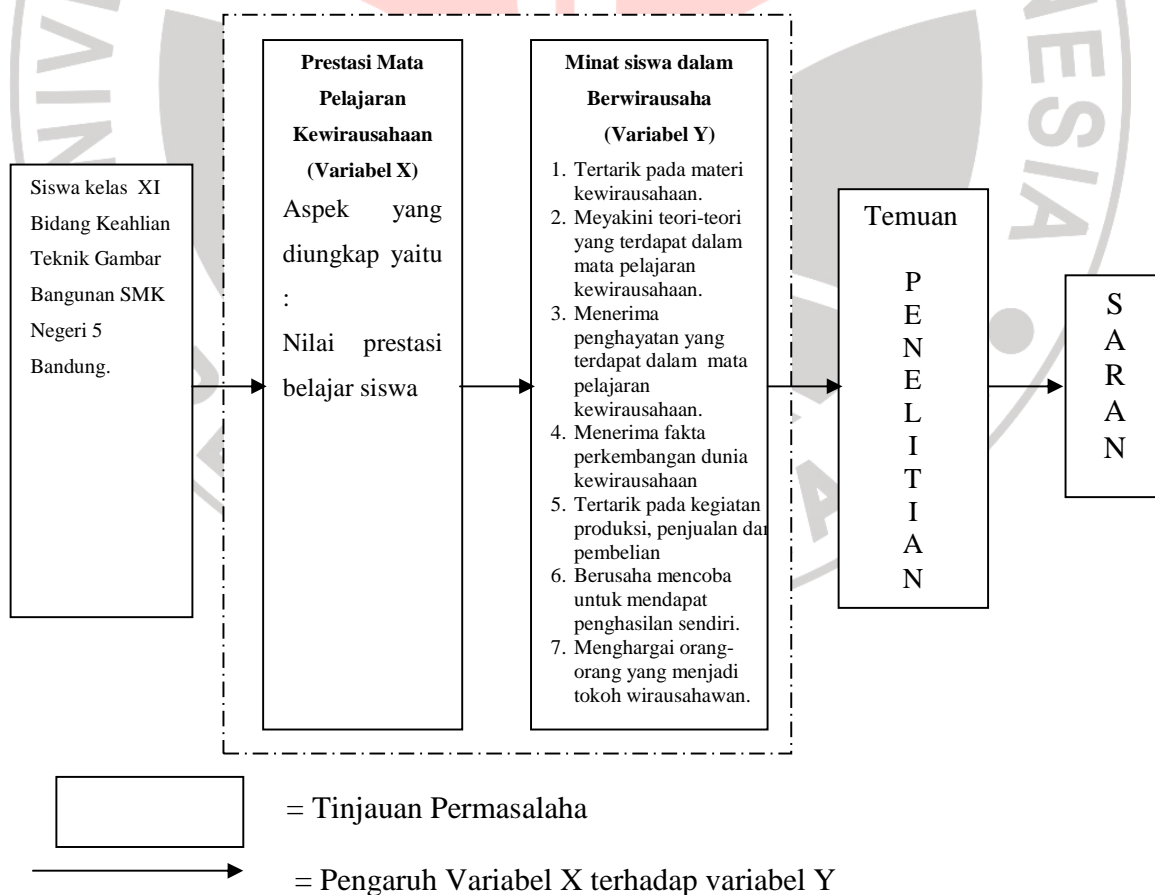 Siswa kelas XI
Bidang Keahlian
Teknik Gambar
Bangunan SMK
Negeri 5
Bandung.
Prestasi Mata
Pelajaran
Kewirausahaan
(Variabel X)
Aspek yang
diungkap yaitu
:
Nilai prestasi
belajar siswa
Minat siswa dalam
Berwirausaha
(Variabel Y)
1. Tertarik pada materi
kewirausahaan.
2. Meyakini teori-teori
yang terdapat dalam
mata pelajaran
kewirausahaan.
3. Menerima
penghayatan yang
terdapat dalam mata
pelajaran
kewirausahaan.
4. Menerima fakta
perkembangan dunia
kewirausahaan
5. Tertarik pada kegiatan
produksi, penjualan dan
pembelian
6. Berusaha mencoba
untuk mendapat
penghasilan sendiri.
7. Menghargai orang-
orang yang menjadi
tokoh wirausahawan.
Temuan
P
E
N
E
L
I
T
I
A
N
S
A
R
A
N
= Tinjauan Permasalaha
= Pengaruh Variabel X terhadap variabel Y